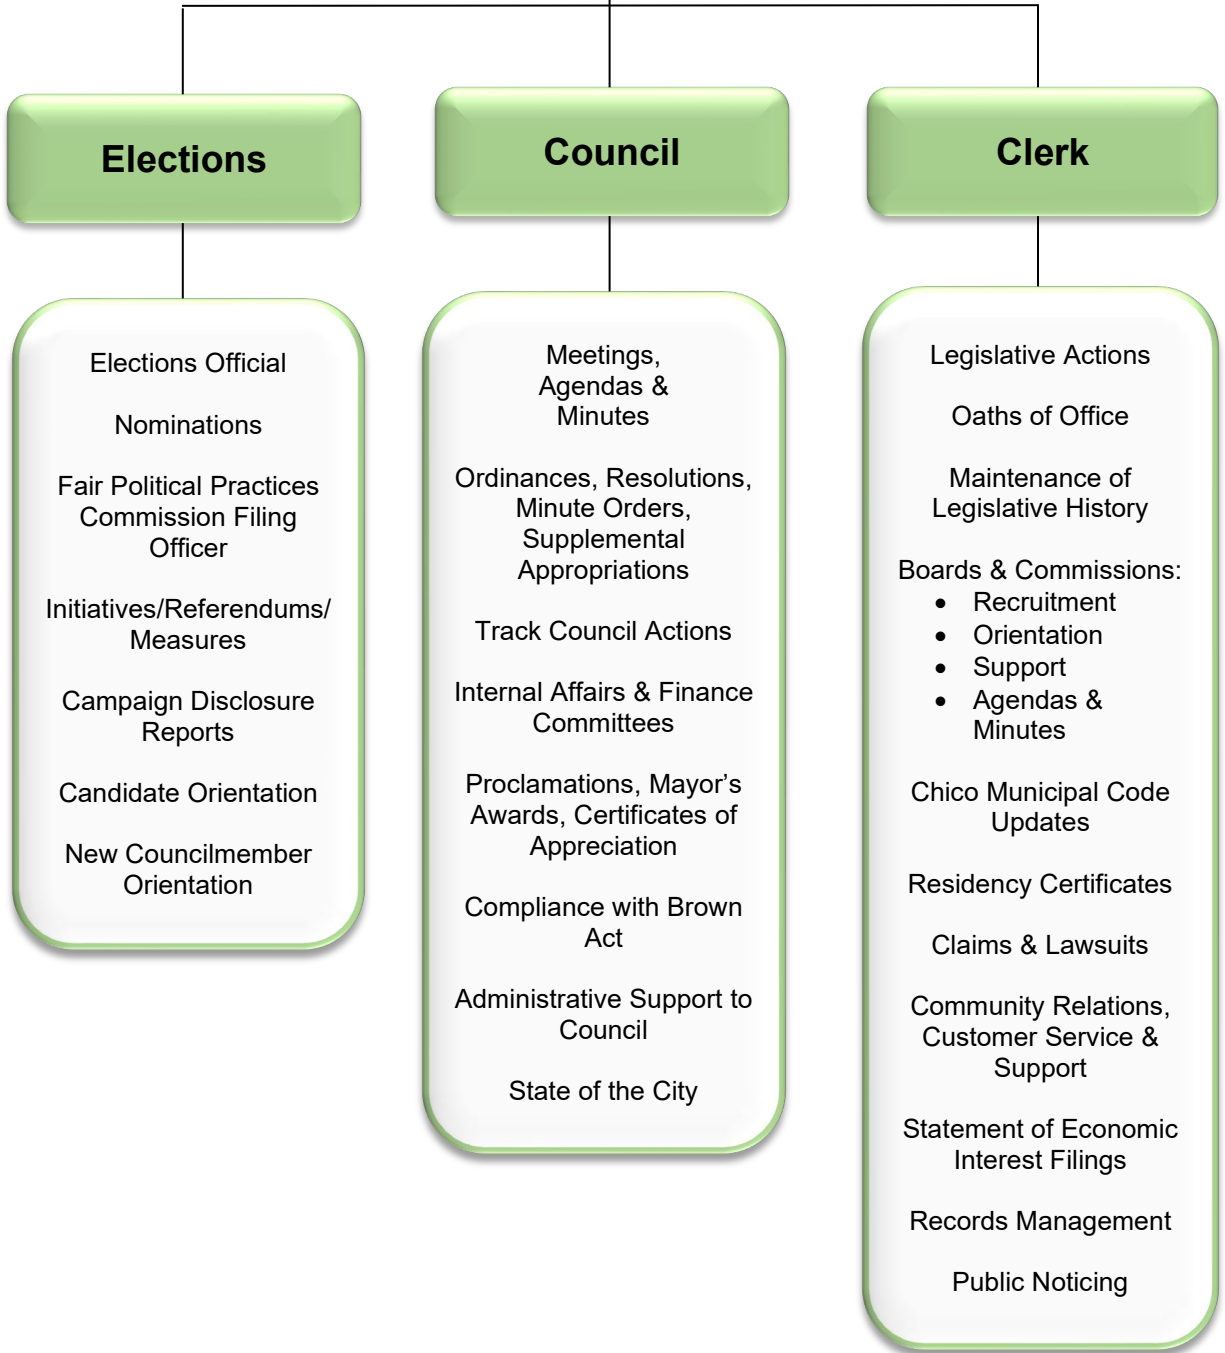 Elections
Elections Official
Nominations
Fair Political Practices
Commission Filing
Officer
Initiatives/Referendums/
Measures
Campaign Disclosure
Reports
Candidate Orientation
New Councilmember
Orientation
Council
Meetings,
Agendas &
Minutes
Ordinances, Resolutions,
Minute Orders,
Supplemental
Appropriations
Track Council Actions
Internal Affairs & Finance
Committees
Proclamations, Mayor’s
Awards, Certificates of
Appreciation
Compliance with Brown
Act
Administrative Support to
Council
State of the City
Clerk
Legislative Actions
Oaths of Office
Maintenance of
Legislative History
Boards & Commissions:
• Recruitment
• Orientation
• Support
• Agendas &
Minutes
Chico Municipal Code
Updates
Residency Certificates
Claims & Lawsuits
Community Relations,
Customer Service &
Support
Statement of Economic
Interest Filings
Records Management
Public Noticing